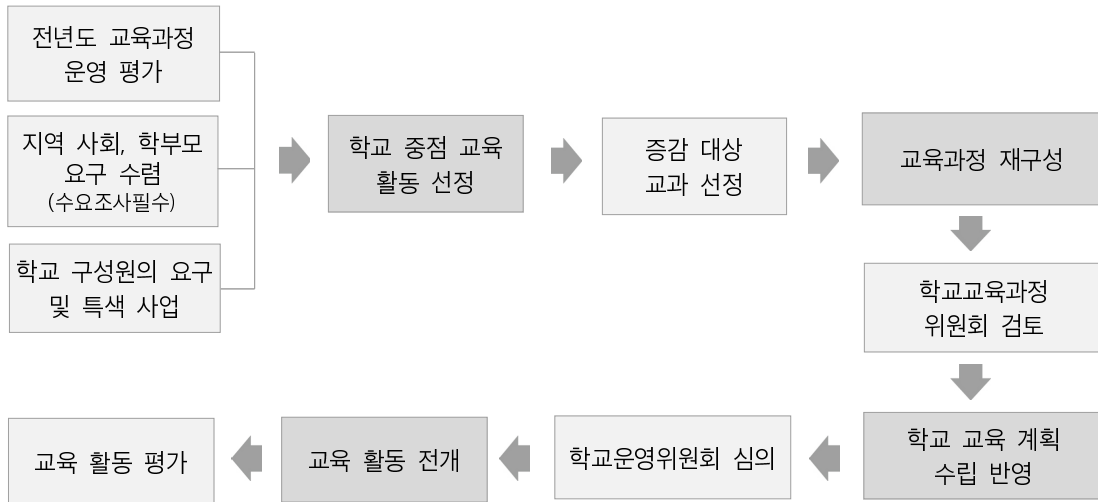 전년도 교육과정
운영 평가
지역 사회, 학부모
요구 수렴
(수요조사필수)
학교 구성원의 요구
및 특색 사업
학교 중점 교육
활동 선정
증감 대상
교과 선정
교육과정 재구성
학교교육과정
위원회 검토
학교 교육 계획
수립 반영
학교운영위원회 심의
교육 활동 전개
교육 활동 평가